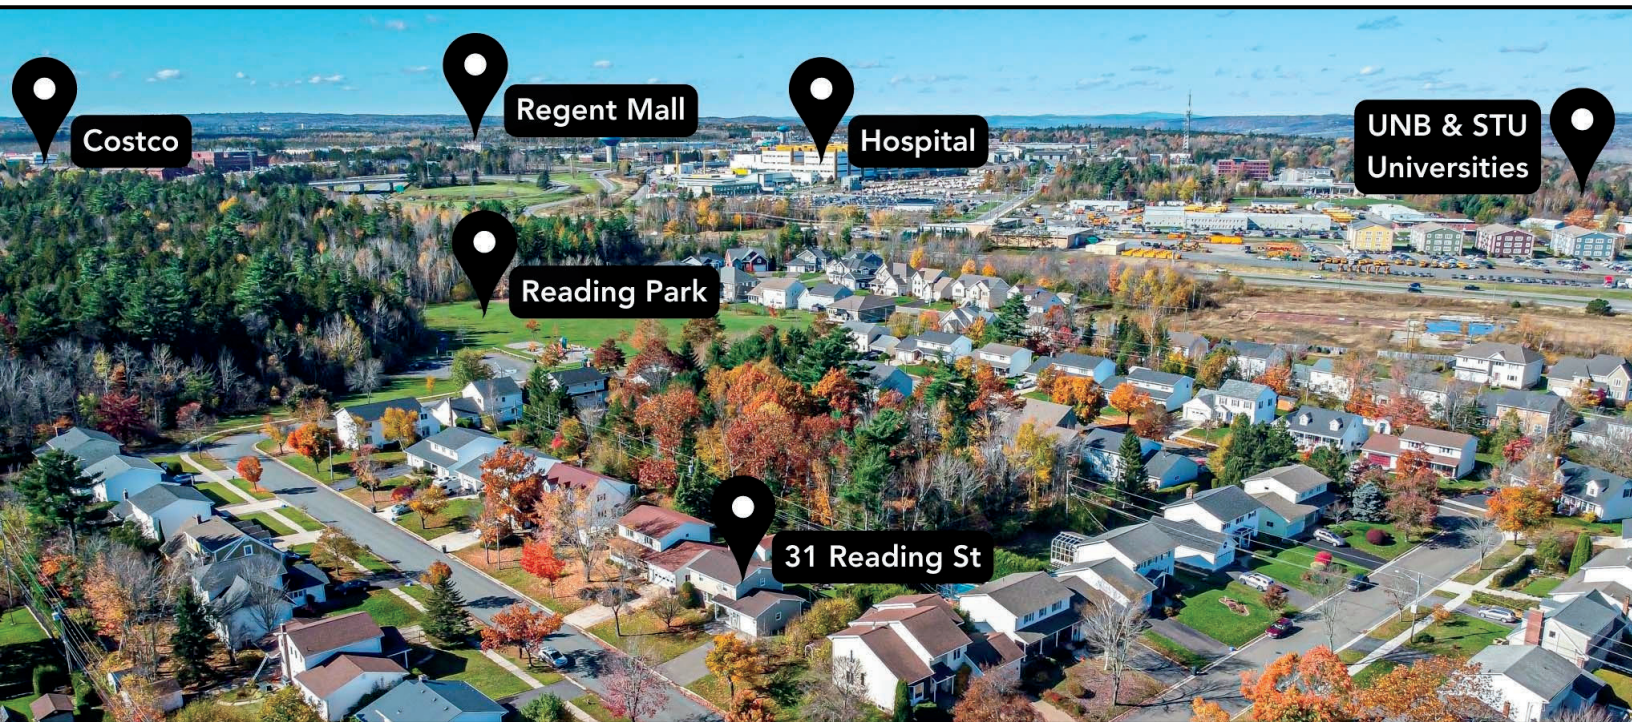 Costco
Regent Mall
Hospital
UNB & STU
Universities
Reading Park
31 Reading St